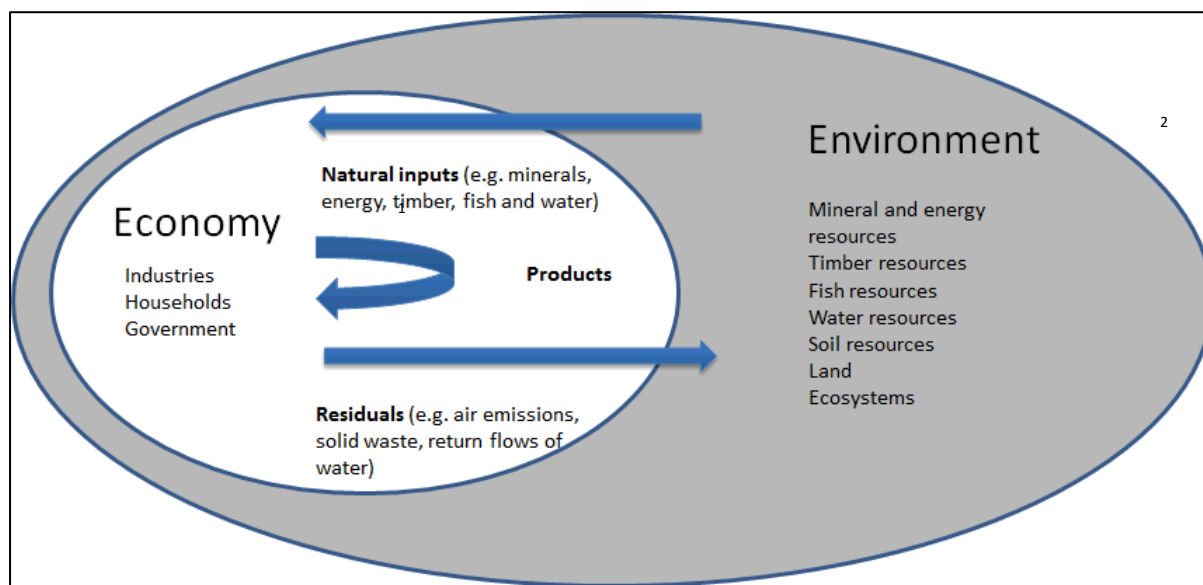 Economy
Industries
Households
Government
Natural inputs (e.g. minerals,
energy, timber, fish and water)
Products
Residuals (e.g. air emissions,
solid waste, return flows of
water)
Environment
Mineral and energy
resources
Timber resources
Fish resources
Water resources
Soil resources
Land
Ecosystems
2